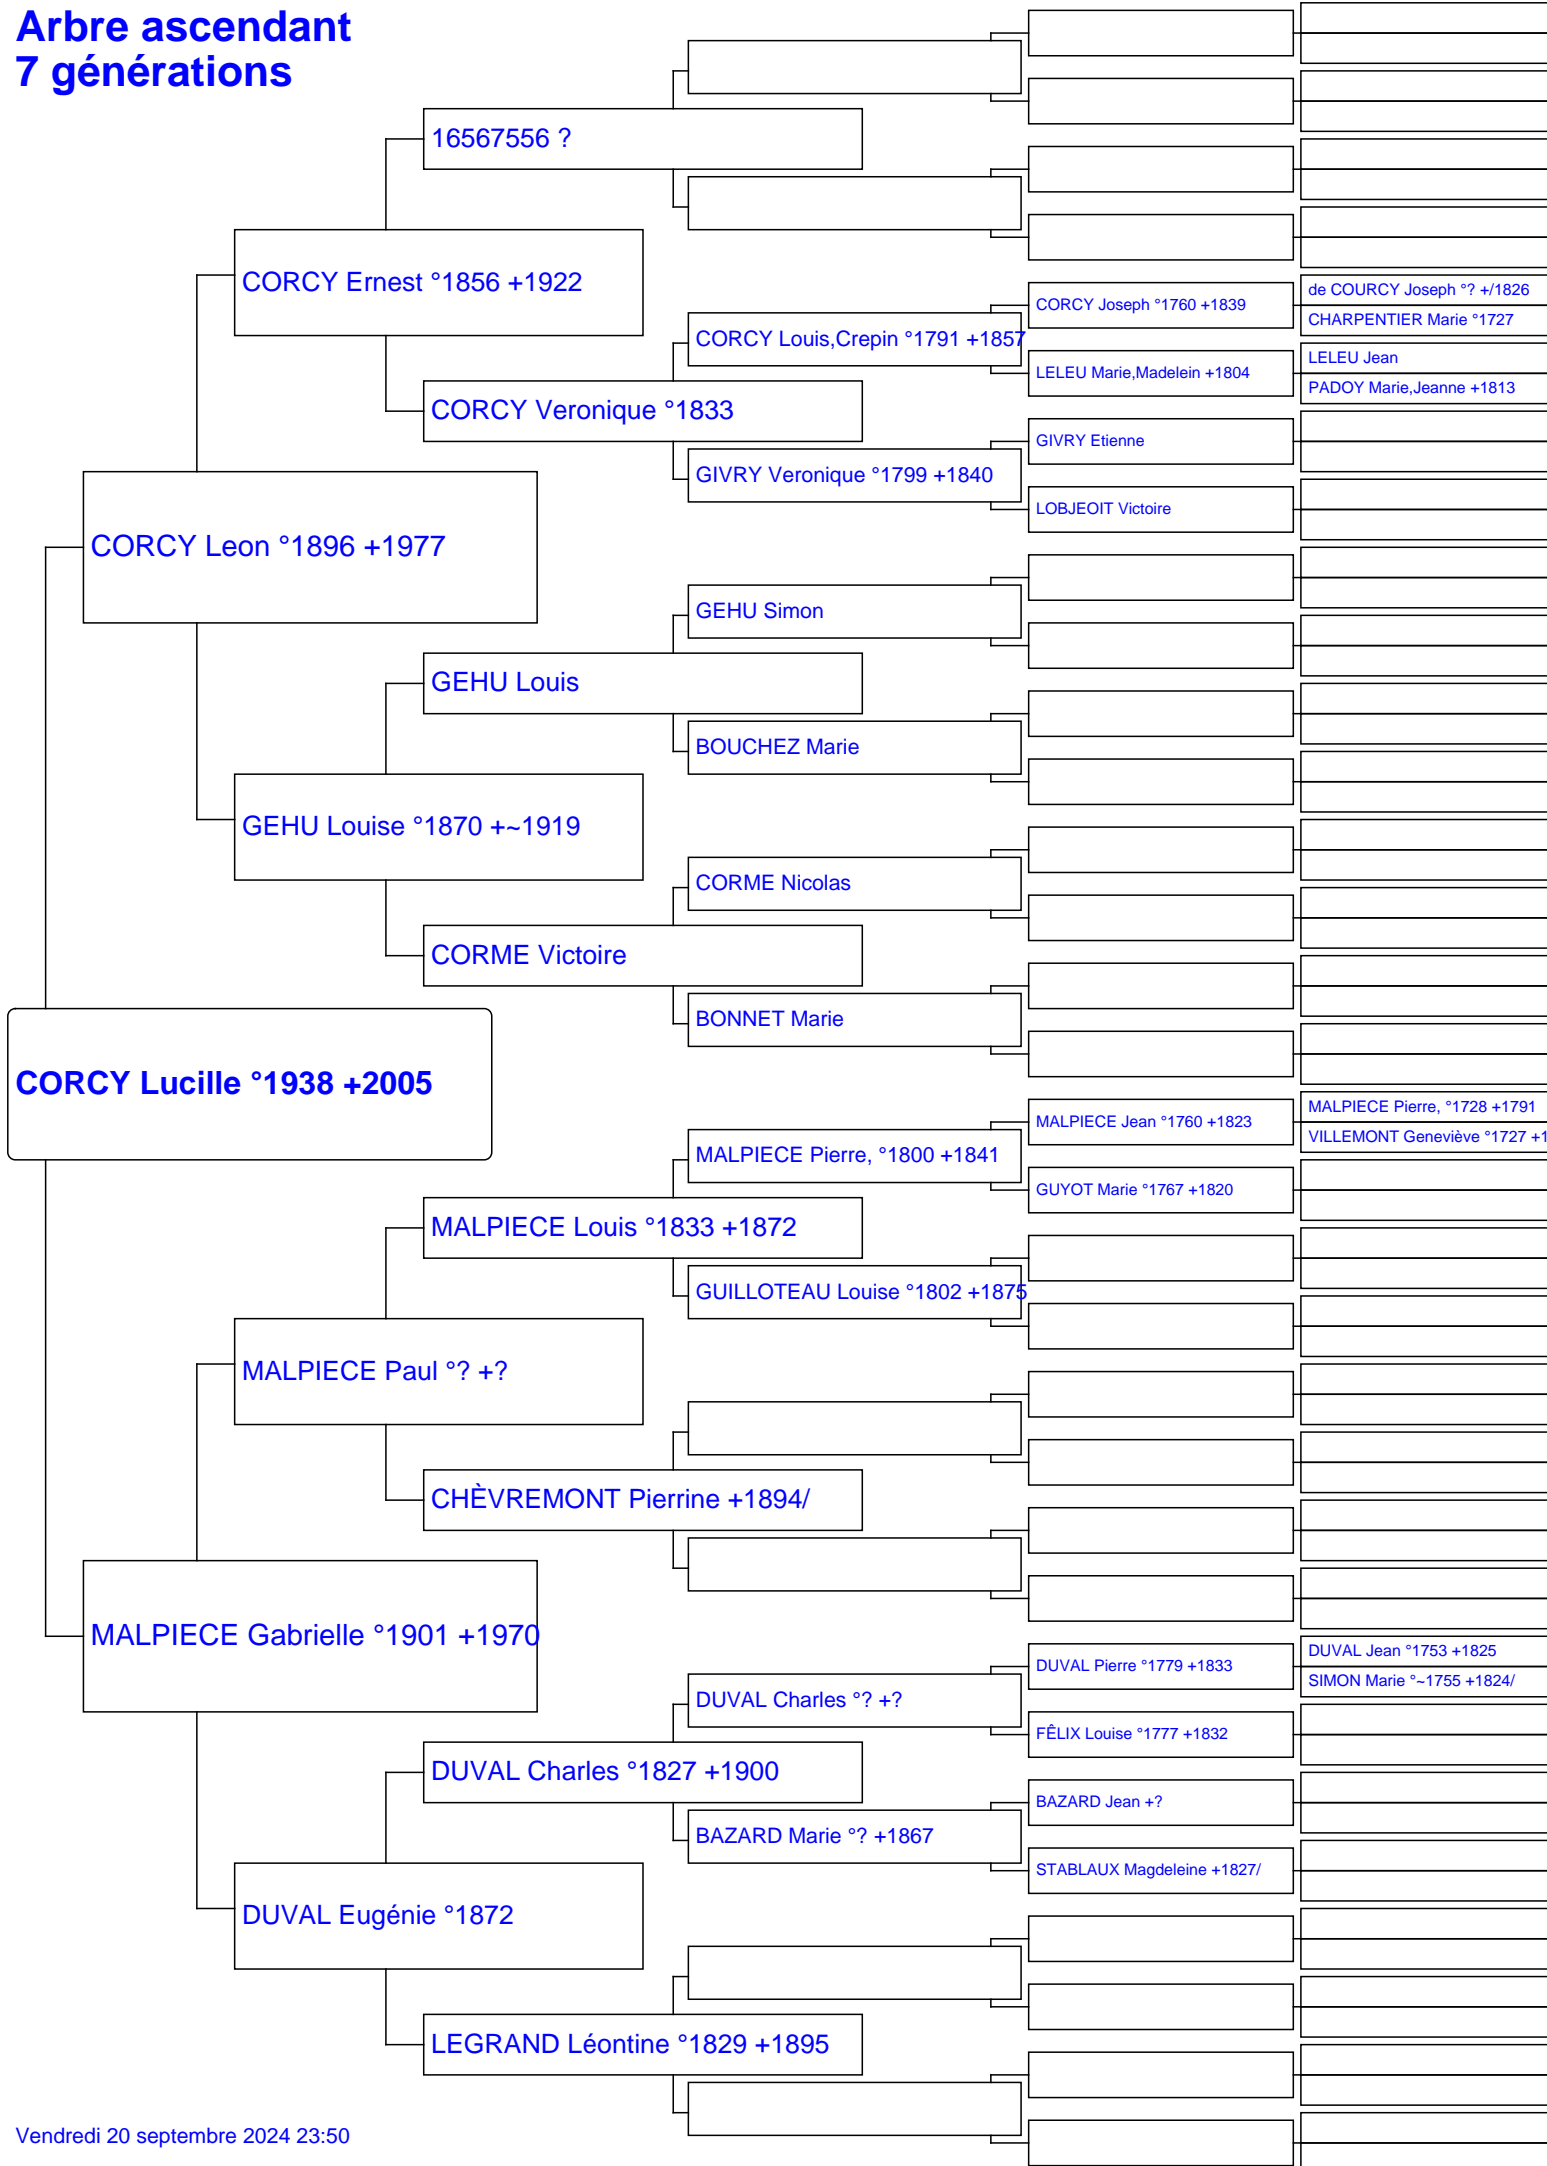 Arbre ascendant
7 générations
16567556 ?
CORCY Ernest °1856 +1922
de COURCY Joseph °? +/1826
CORCY Joseph °1760 +1839
CHARPENTIER Marie °1727
CORCY Louis,Crepin °1791 +1857
LELEU Jean
LELEU Marie,Madelein +1804
PADOY Marie,Jeanne +1813
CORCY Veronique °1833
GIVRY Etienne
GIVRY Veronique °1799 +1840
LOBJEOIT Victoire
CORCY Leon °1896 +1977
GEHU Simon
GEHU Louis
BOUCHEZ Marie
GEHU Louise °1870 +~1919
CORME Nicolas
CORME Victoire
BONNET Marie
CORCY Lucille °1938 +2005
MALPIECE Pierre, °1728 +1791
MALPIECE Jean °1760 +1823
VILLEMONT Geneviève °1727 +1
MALPIECE Pierre, °1800 +1841
GUYOT Marie °1767 +1820
MALPIECE Louis °1833 +1872
GUILLOTEAU Louise °1802 +1875
MALPIECE Paul °? +?
CHÈVREMONT Pierrine +1894/
MALPIECE Gabrielle °1901 +1970
DUVAL Jean °1753 +1825
DUVAL Pierre °1779 +1833
SIMON Marie °~1755 +1824/
DUVAL Charles °? +?
FÊLIX Louise °1777 +1832
DUVAL Charles °1827 +1900
BAZARD Jean +?
BAZARD Marie °? +1867
STABLAUX Magdeleine +1827/
DUVAL Eugénie °1872
LEGRAND Léontine °1829 +1895
Vendredi 20 septembre 2024 23:50